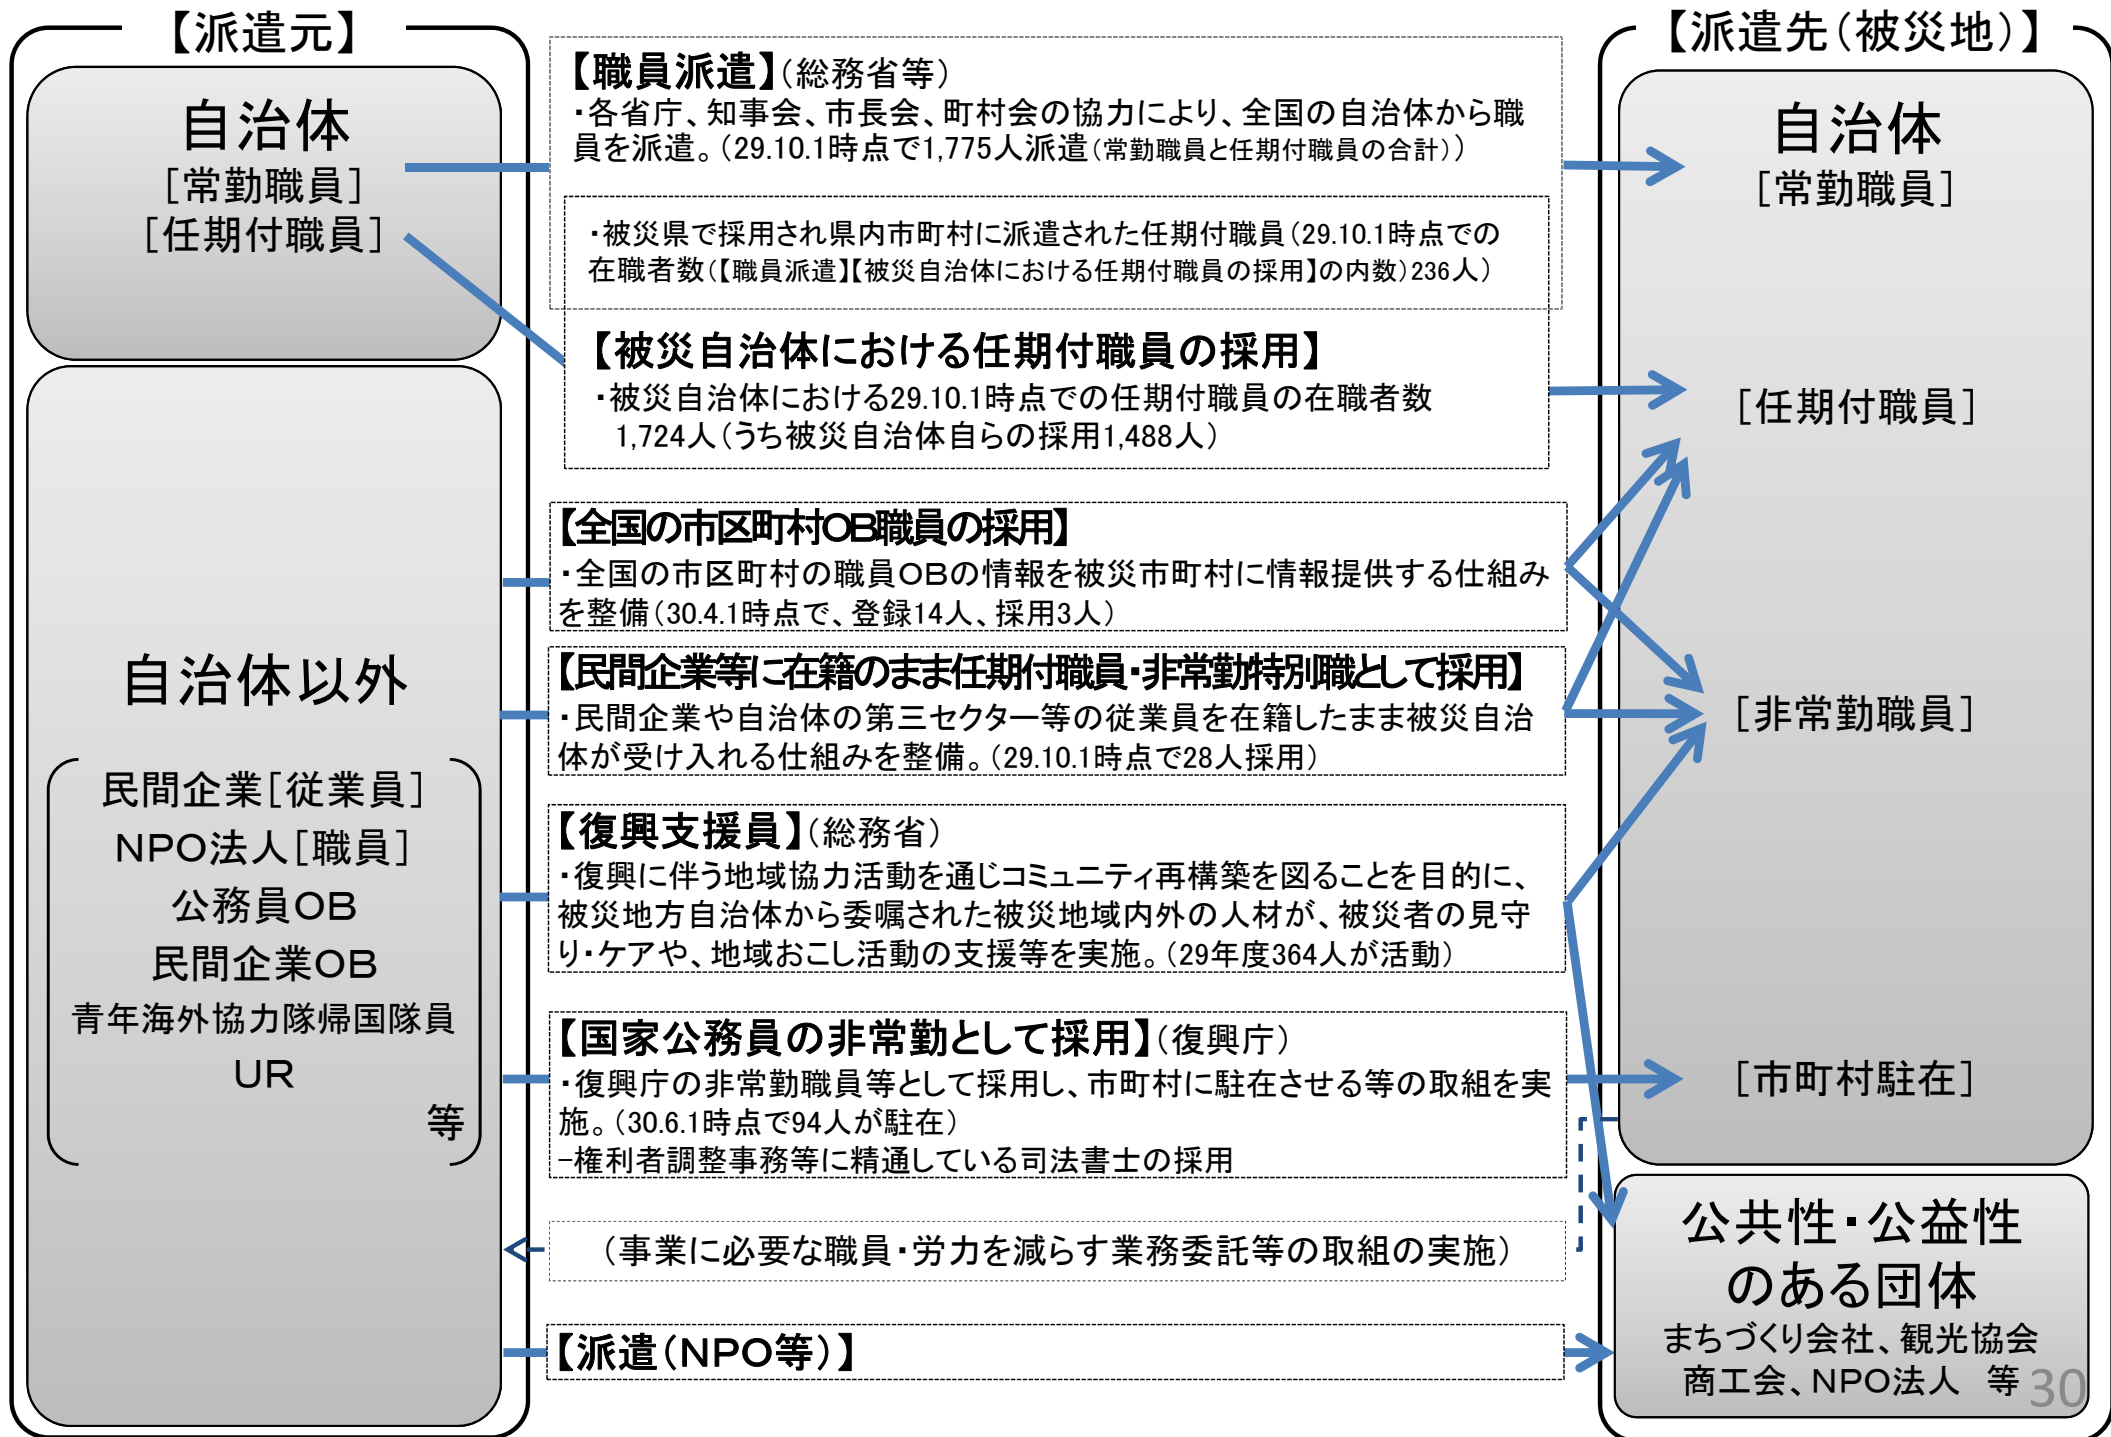 【派遣元】
自治体
[常勤職員]
[任期付職員]
自治体以外
民間企業[従業員]
NPO法人[職員]
公務員OB
民間企業OB
青年海外協力隊帰国隊員
UR
等
【職員派遣】(総務省等)
・各省庁、知事会、市長会、町村会の協力により、全国の自治体から職
員を派遣。(29.10.1時点で1,775人派遣(常勤職員と任期付職員の合計))
・被災県で採用され県内市町村に派遣された任期付職員(29.10.1時点での
在職者数(【職員派遣】【被災自治体における任期付職員の採用】の内数)236人)
【被災自治体における任期付職員の採用】
・被災自治体における29.10.1時点での任期付職員の在職者数
1,724人(うち被災自治体自らの採用1,488人)
【全国の市区町村OB職員の採用】
・全国の市区町村の職員OBの情報を被災市町村に情報提供する仕組み
を整備(30.4.1時点で、登録14人、採用3人)
【民間企業等に在籍のまま任期付職員・非常勤特別職として採用】
・民間企業や自治体の第三セクター等の従業員を在籍したまま被災自治
体が受け入れる仕組みを整備。(29.10.1時点で28人採用)
【復興支援員】(総務省)
・復興に伴う地域協力活動を通じコミュニティ再構築を図ることを目的に、
被災地方自治体から委嘱された被災地域内外の人材が、被災者の見守
り・ケアや、地域おこし活動の支援等を実施。(29年度364人が活動)
【国家公務員の非常勤として採用】(復興庁)
・復興庁の非常勤職員等として採用し、市町村に駐在させる等の取組を実
施。(30.6.1時点で94人が駐在)
-権利者調整事務等に精通している司法書士の採用
(事業に必要な職員・労力を減らす業務委託等の取組の実施)
【派遣(NPO等)】
【派遣先(被災地)】
自治体
[常勤職員]
[任期付職員]
[非常勤職員]
[市町村駐在]
公共性・公益性
のある団体
まちづくり会社、観光協会
商工会、NPO法人 等
30